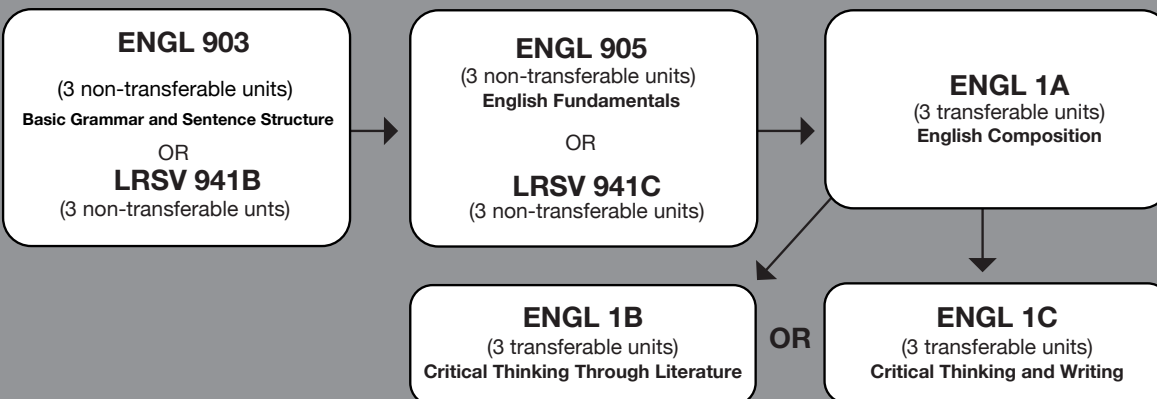 ENGL 903
(3 non-transferable units)
Basic Grammar and Sentence Structure
OR
LRSV 941B
(3 non-transferable unts)
ENGL 905
(3 non-transferable units)
English Fundamentals
OR
LRSV 941C
(3 non-transferable units)
ENGL 1A
(3 transferable units)
English Composition
ENGL 1B
(3 transferable units)
Critical Thinking Through Literature
OR
ENGL 1C
(3 transferable units)
Critical Thinking and Writing